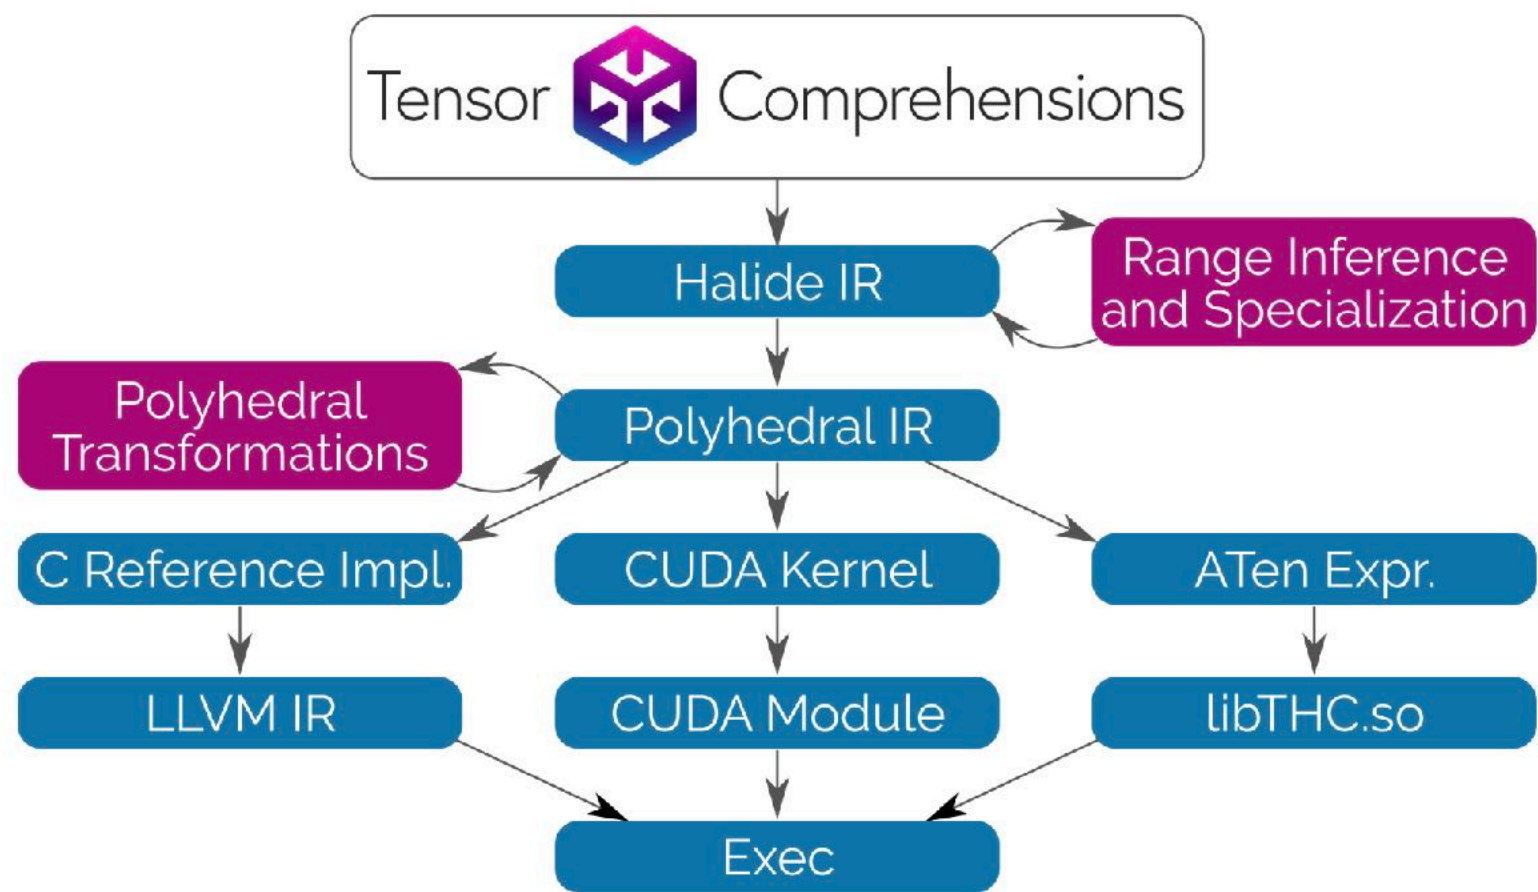 Tensor Comprehensions
Halide IR
Range Inference
and Specialization
Polyhedral
Transformations
Polyhedral IR
C Reference Impl.
CUDA Kernel
ATen Expr.
LLVM IR
CUDA Module
libTHC.so
Exec